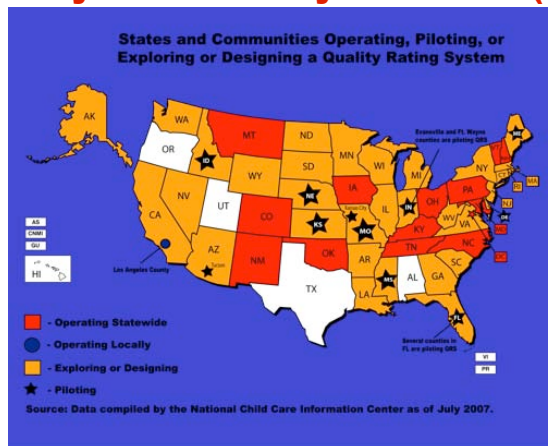 States and Communities Operating, Piloting, or
Exploring or Designing a Quality Rating System
AK
WA
OR
ID
MT
ND
MN
WI
MI
NY
VT
MA
RI
NJ
MD
DC
Evansville and Ft. Wayne
counties are piloting QRS
WY
SD
IA
NE
IL
IN
OH
PA
NV
UT
CO
KS
Kansas City
MO
KY
WV
VA
CA
AZ
Tucson
NM
OK
AR
TN
NC
SC
TX
LA
MS
AL
GA
FL
Los Angeles County
AS
CNMI
GU
HI
Several counties in
FL are piloting QRS
VI
PR
- Operating Statewide
- Operating Locally
- Exploring or Designing
- Piloting
Source: Data compiled by the National Child Care Information Center as of July 2007.